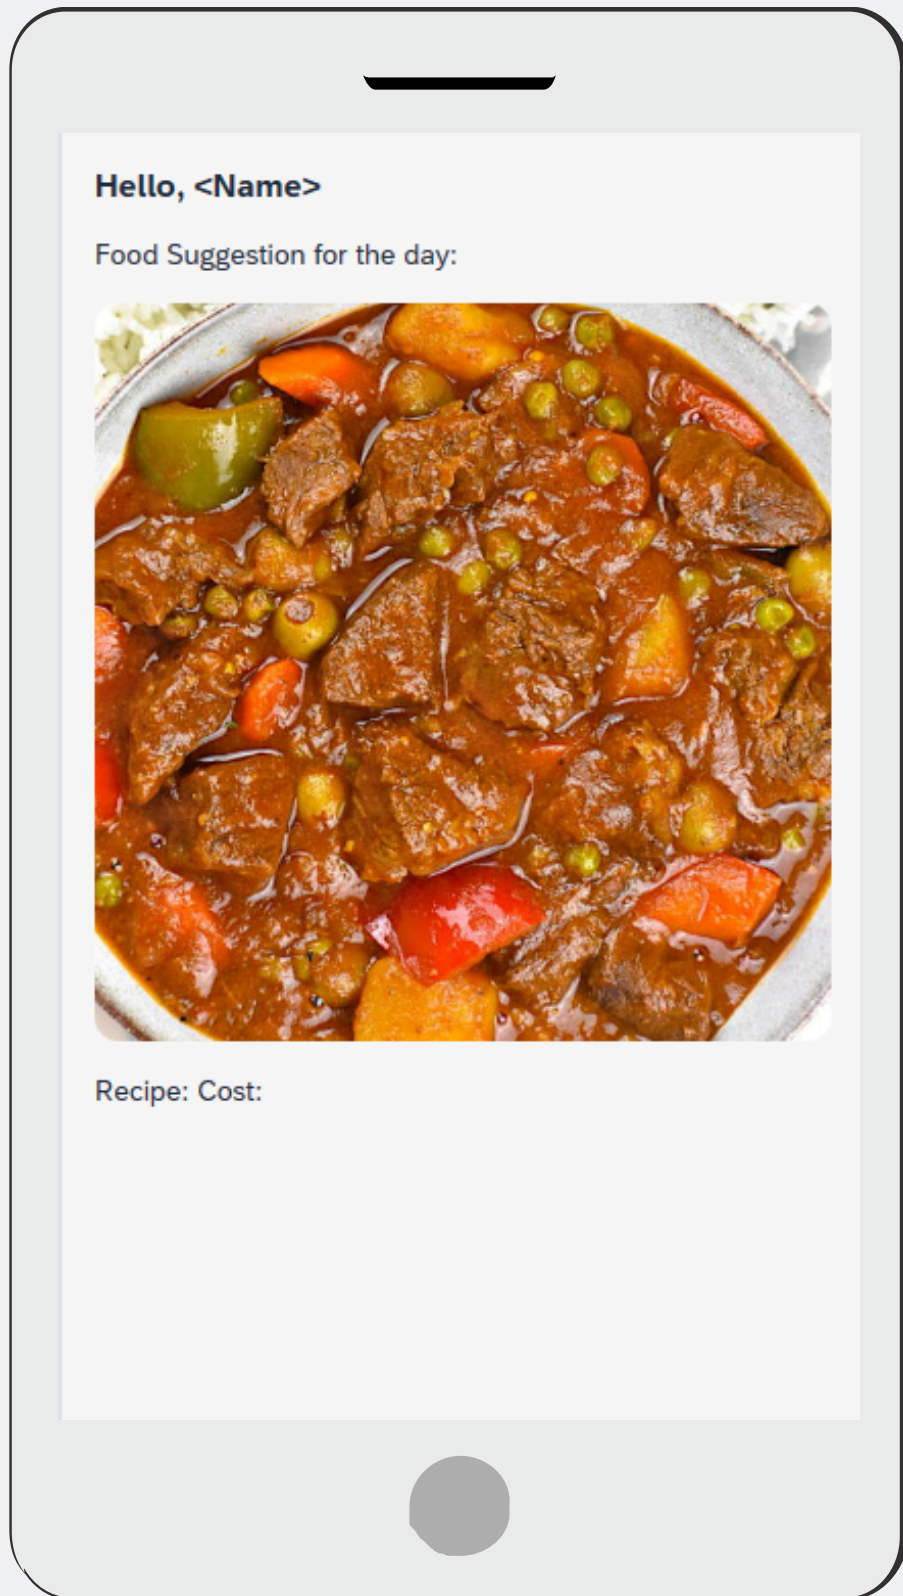 Hello, <Name>
Food Suggestion for the day:
Recipe: Cost: